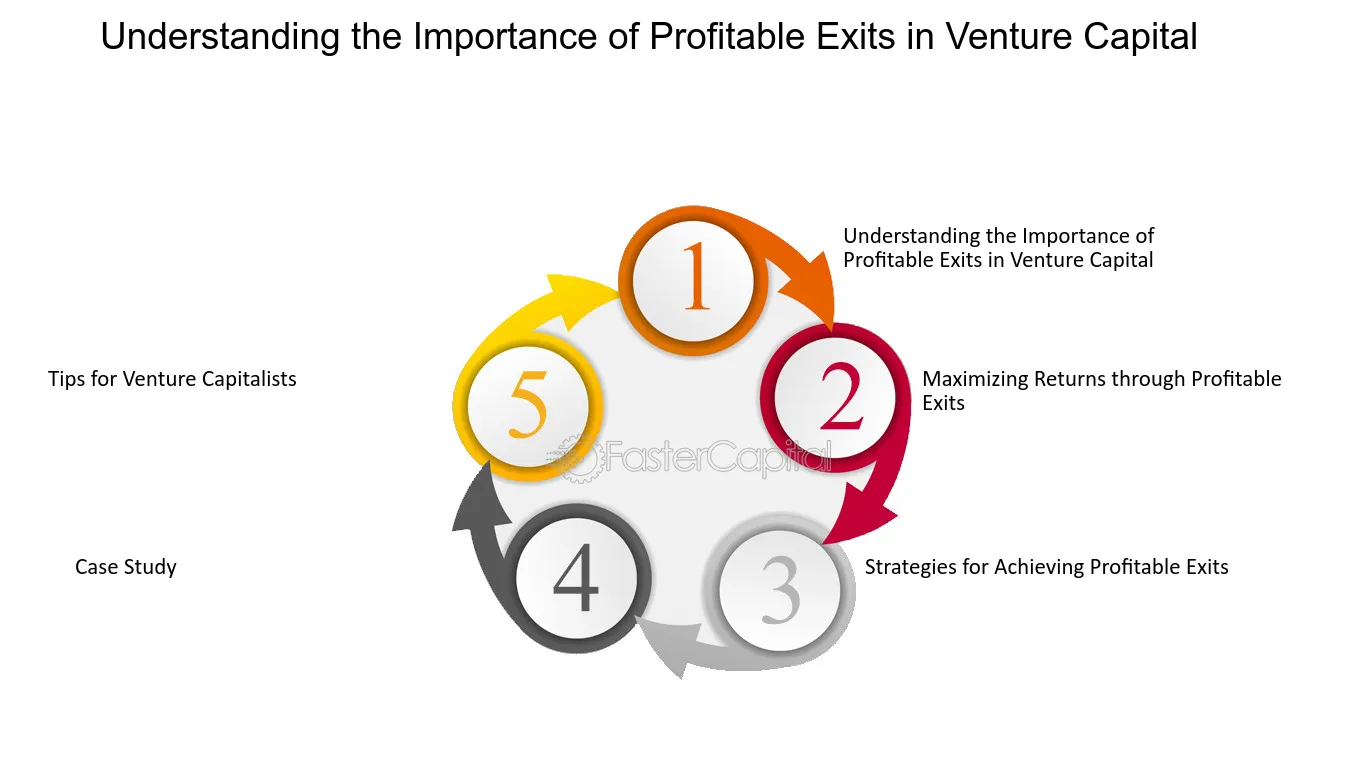 Understanding the Importance of Profitable Exits in Venture Capital
1
Understanding the Importance of
Profitable Exits in Venture Capital
2
Maximizing Returns through Profitable
Exits
3
Strategies for Achieving Profitable Exits
4
Case Study
5
Tips for Venture Capitalists
FasterCapital